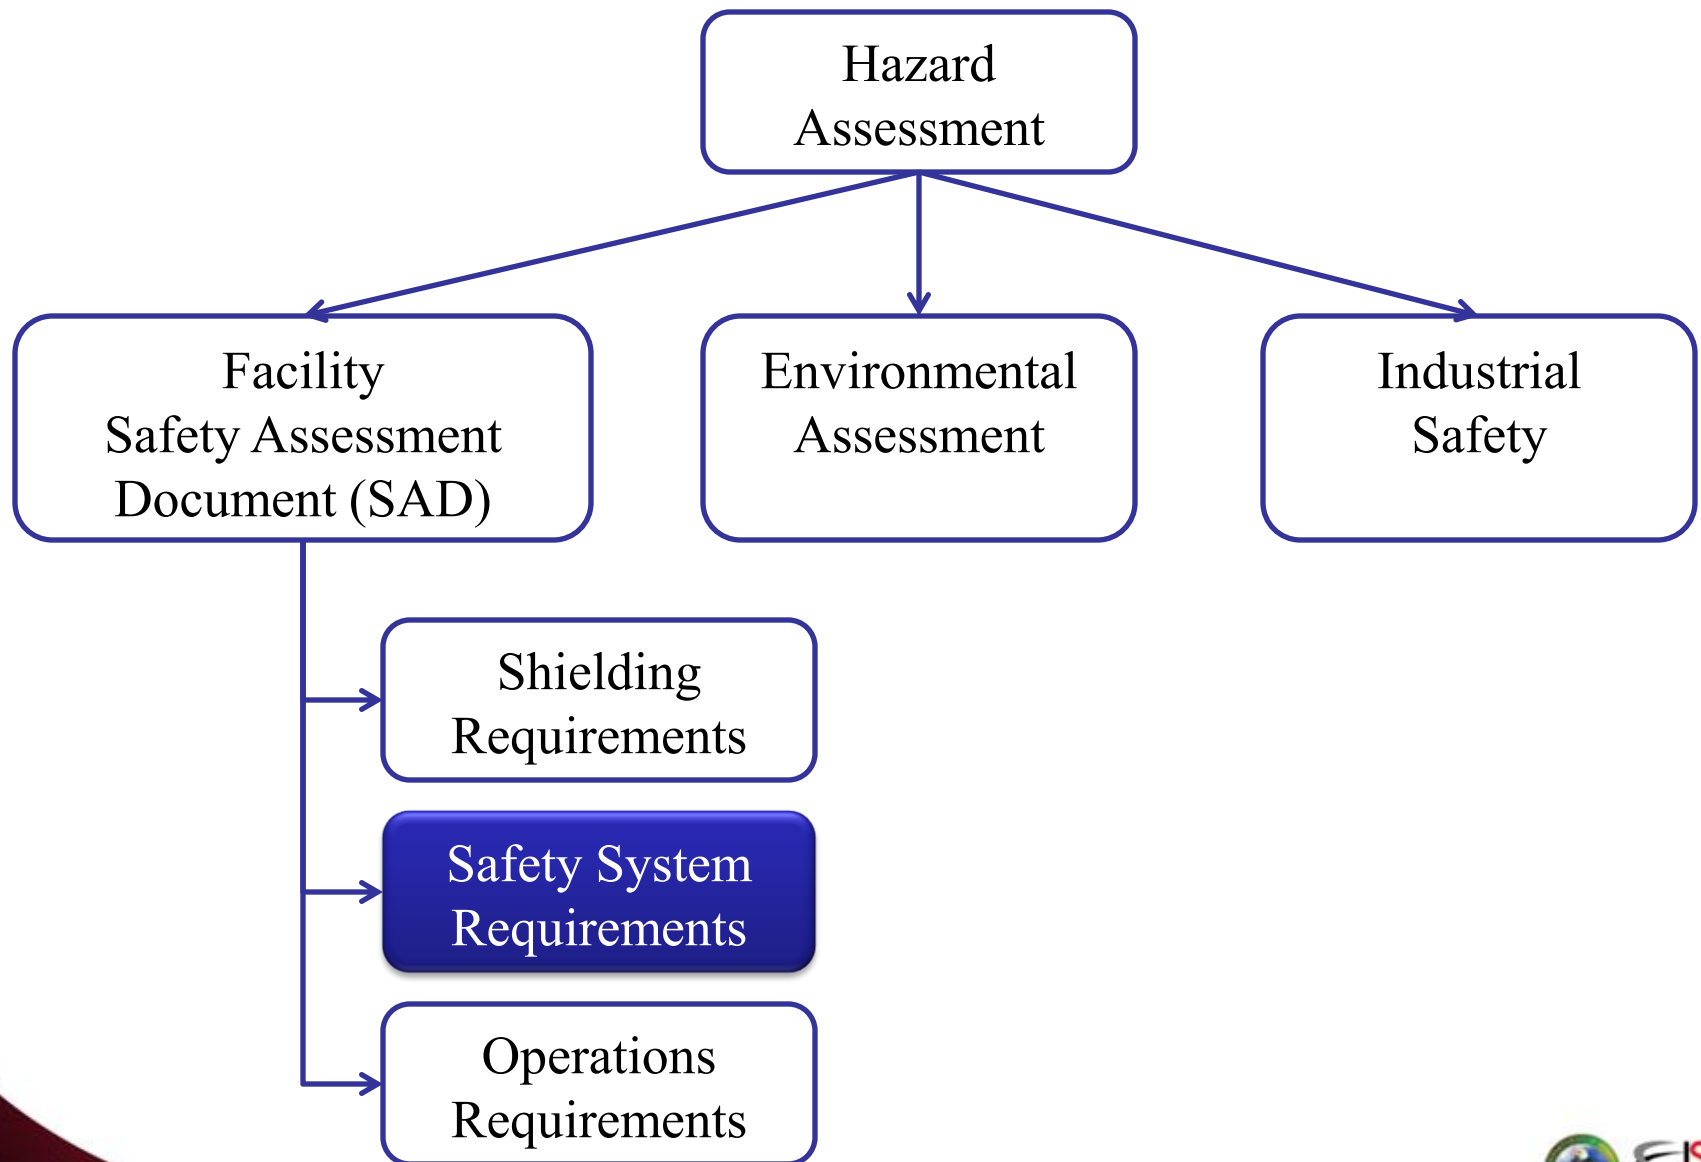 Hazard
Assessment
Facility
Safety Assessment
Document (SAD)
Environmental
Assessment
Industrial
Safety
Shielding
Requirements
Safety System
Requirements
Operations
Requirements